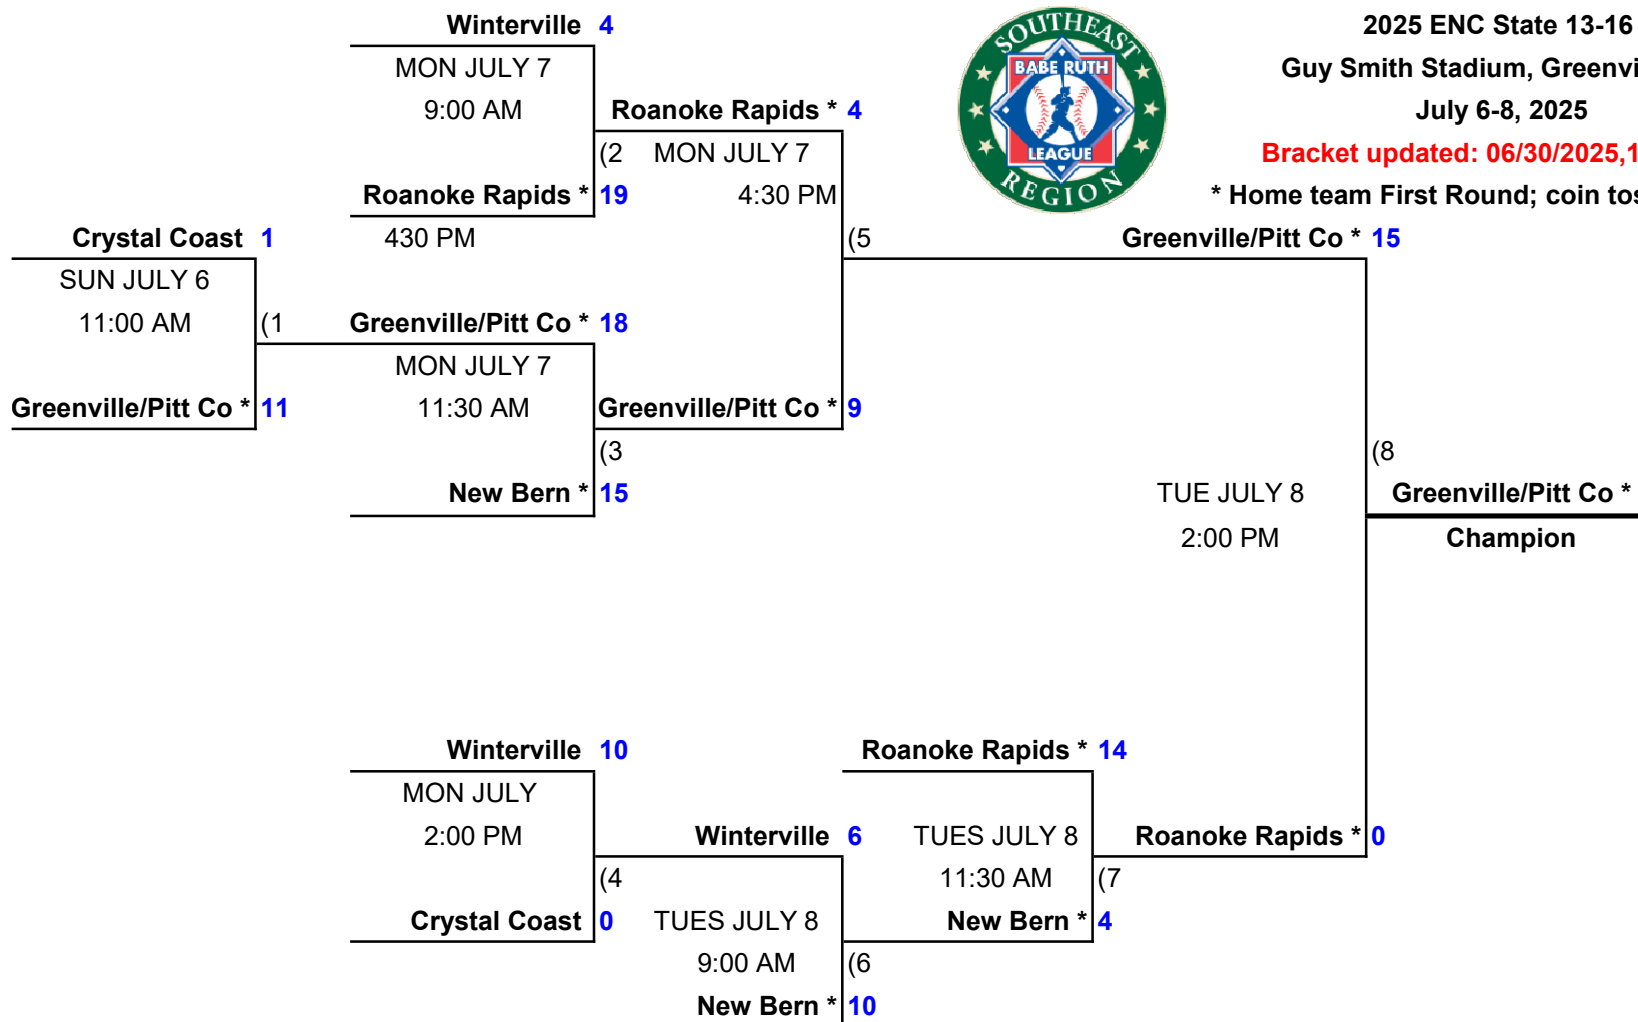 Winterville 4
2025 ENC State 13-16
MON JULY 7
Guy Smith Stadium, Greenvi
9:00 AM
Roanoke Rapids * 4
July 6-8, 2025
(2
MON JULY 7
Bracket updated: 06/30/2025,1
Roanoke Rapids * 19
4:30 PM
* Home team First Round; coin tos
SOUTHEAST
BABE RUTH
LEAGUE
REGION
Crystal Coast 1
430 PM
(5
Greenville/Pitt Co * 15
SUN JULY 6
11:00 AM
(1
Greenville/Pitt Co * 18
MON JULY 7
Greenville/Pitt Co * 11
11:30 AM
Greenville/Pitt Co * 9
(3
(8
New Bern * 15
TUE JULY 8
Greenville/Pitt Co *
2:00 PM
Champion
Winterville 10
Roanoke Rapids * 14
MON JULY
2:00 PM
Winterville 6
TUES JULY 8
Roanoke Rapids * 0
(4
11:30 AM
(7
Crystal Coast 0
TUES JULY 8
New Bern * 4
9:00 AM
(6
New Bern * 10